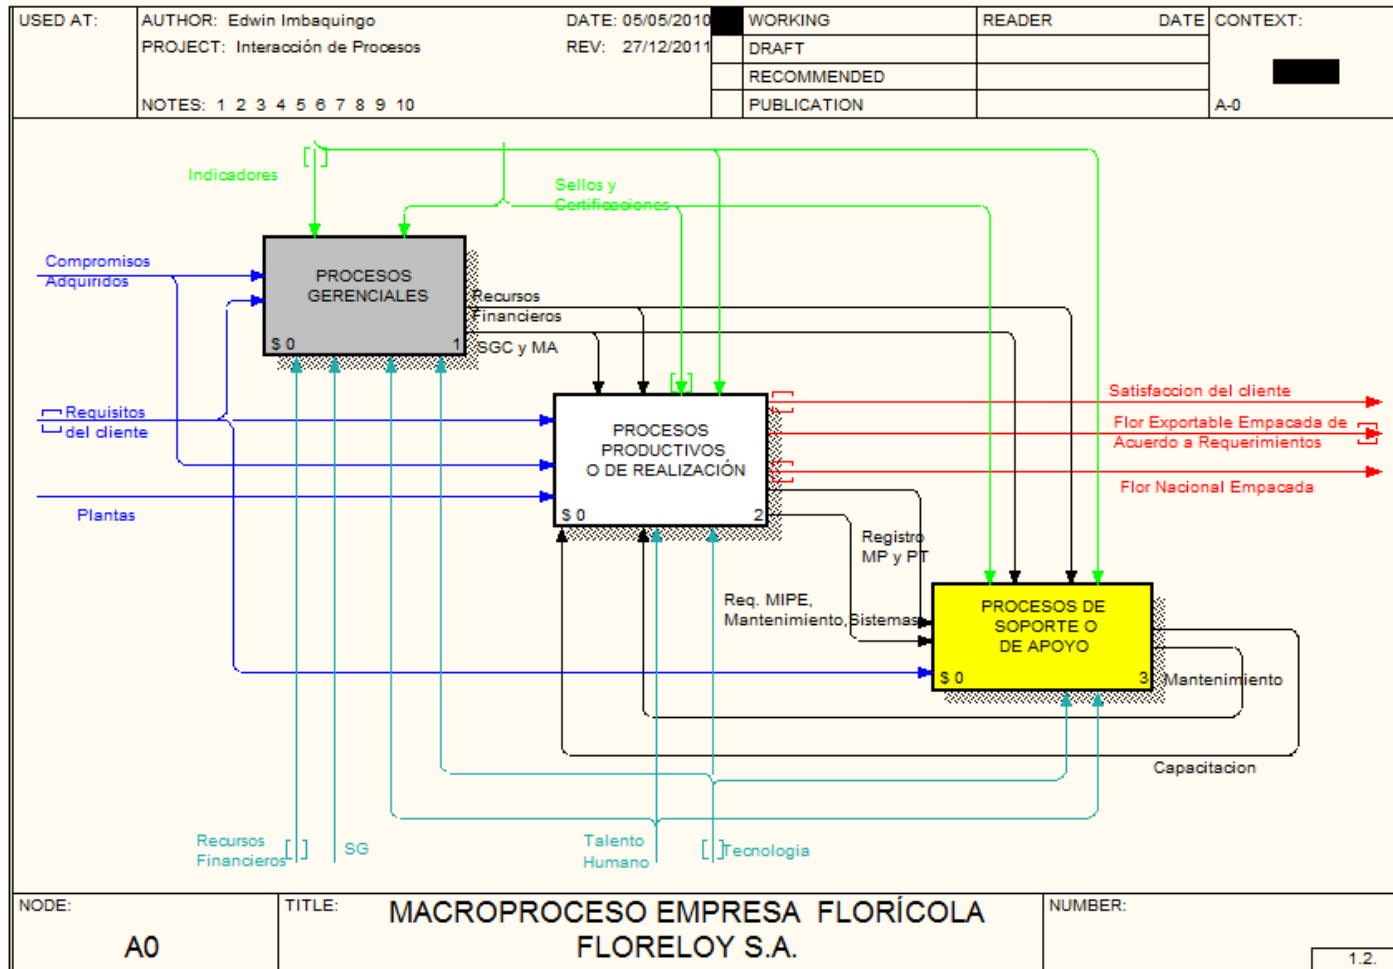 USED AT:
AUTHOR: Edwin Imbaquingo
DATE: 05/05/2010
WORKING
READER
DATE
CONTEXT:
PROJECT: Interacción de Procesos
REV: 27/12/2011
DRAFT
RECOMMENDED
NOTES: 1 2 3 4 5 6 7 8 9 10
PUBLICATION
A-0
Indicadores
Sellos y
Certificaciones
Compromisos
Adquiridos
PROCESOS
GERENCIALES
$ 0
1
Recursos
Financieros
SGC y MA
Requisitos
del cliente
Plantas
PROCESOS
PRODUCTIVOS
O DE REALIZACIÓN
$ 0
2
Satisfaccion del cliente
Flor Exportable Empacada de
Acuerdo a Requerimientos
Flor Nacional Empacada
Registro
MP y PT
Req. MIPE,
Mantenimiento,Sistemas
PROCESOS DE
SOPORTE O
DE APOYO
$ 0
3
Mantenimiento
Capacitacion
Recursos
Financieros
SG
Talento
Humano
Tecnologia
NODE:
A0
TITLE:
MACROPROCESO EMPRESA FLORÍCOLA
FLORELOY S.A.
NUMBER:
1.2.